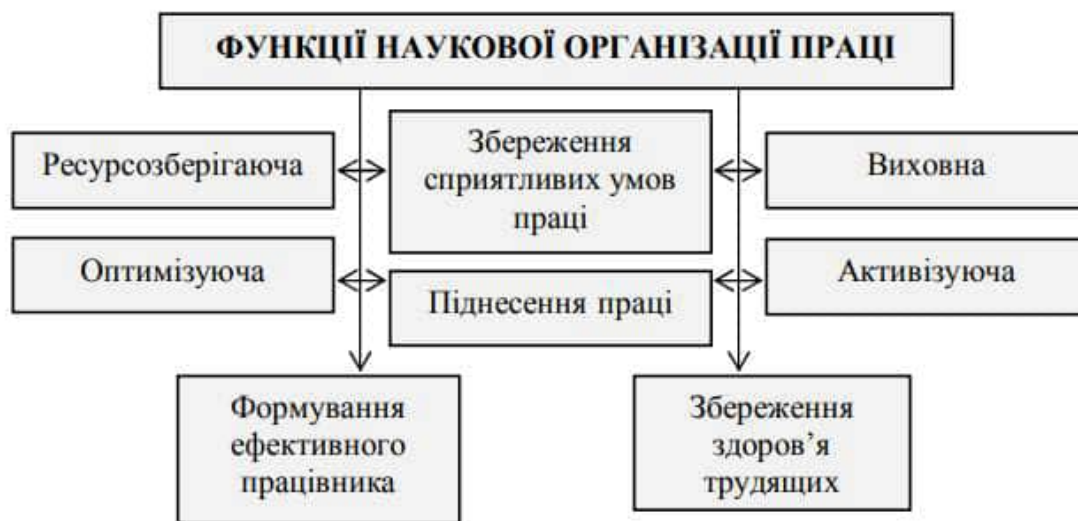 ФУНКЦІЇ НАУКОВОЇ ОРГАНІЗАЦІЇ ПРАЦІ
Ресурсозберігаюча
Збереження
сприятливих умов
праці
Виховна
Оптимізуюча
Піднесення праці
Активізуюча
Формування
ефективного
працівника
Збереження
здоров’я
трудящих